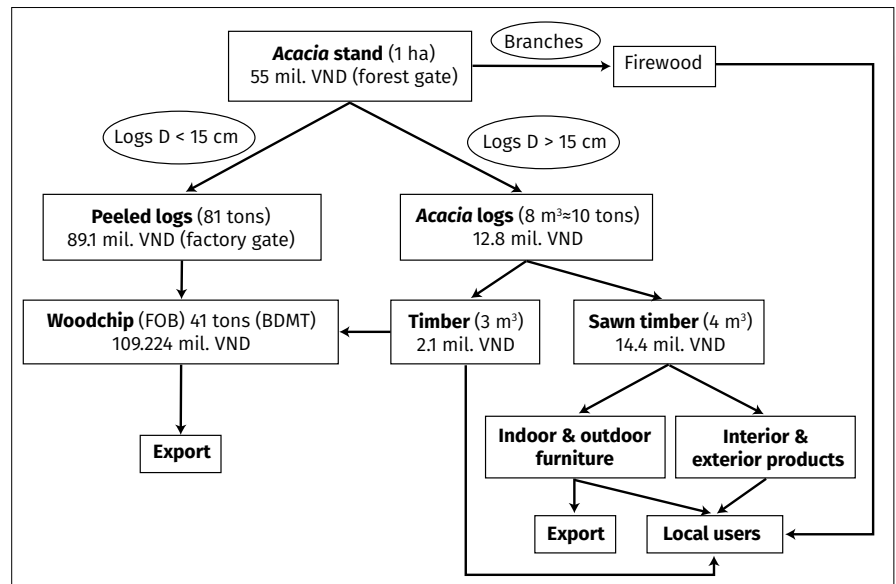 Acacia stand (1 ha)
55 mil. VND (forest gate)
Branches
Firewood
Logs D < 15 cm
Logs D > 15 cm
Peeled logs (81 tons)
89.1 mil. VND (factory gate)
Acacia logs (8 m³≈10 tons)
12.8 mil. VND
Woodchip (FOB) 41 tons (BDMT)
109.224 mil. VND
Timber (3 m³)
2.1 mil. VND
Sawn timber (4 m³)
14.4 mil. VND
Export
Indoor & outdoor
furniture
Interior &
exterior products
Export
Local users